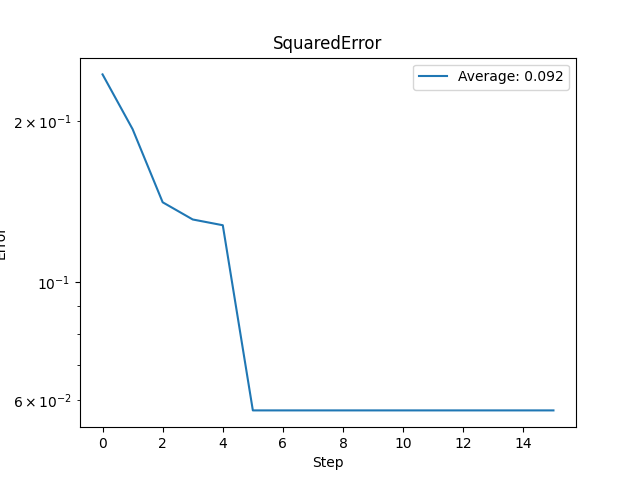 SquaredError
Average: 0.092
2 × 10⁻¹
10⁻¹
6 × 10⁻²
Error
0 2 4 6 8 10 12 14
Step